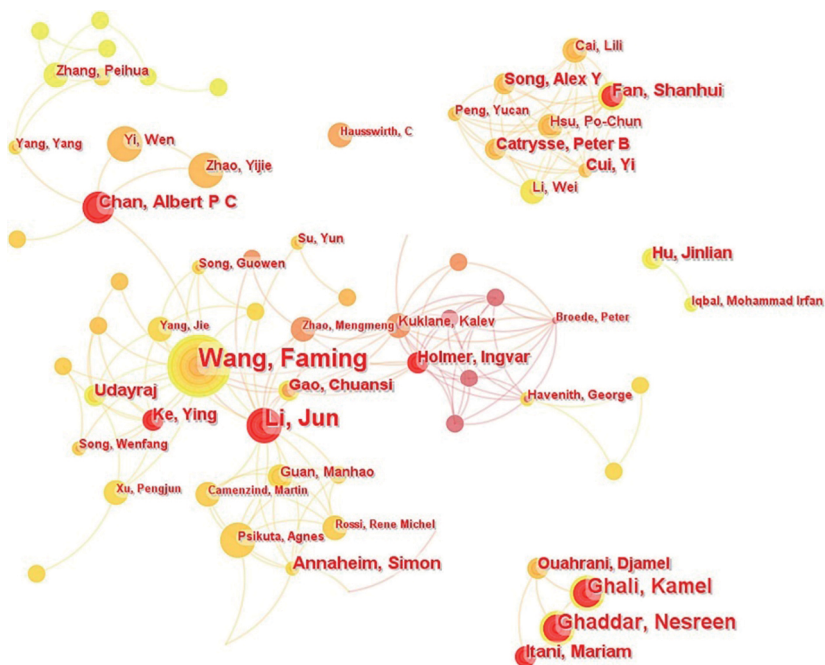 Cai, Lili
Zhang, Peihua
Song, Alex Y
Fan, Shanhui
Peng, Yucan
Hsu, Po-Chun
Hausswirth, C
Yi, Wen
Yang, Yang
Catrysse, Peter B
Zhao, Yijie
Cui, Yi
Li, Wei
Chan, Albert P C
Su, Yun
Hu, Jinlian
Song, Guowen
Iqbal, Mohammad Irfan
Broede, Peter
Kuklane, Kalev
Zhao, Mengmeng
Yang, Jie
Wang, Faming
Holmer, Ingvar
Gao, Chuansi
Udayraj
Havenith, George
Ke, Ying
Li, Jun
Song, Wenfang
Guan, Manhao
Xu, Pengjun
Camenzind, Martin
Rossi, Rene Michel
Psikuta, Agnes
Annaheim, Simon
Ouahrani, Djamel
Ghali, Kamel
Ghaddar, Nesreen
Itani, Mariam